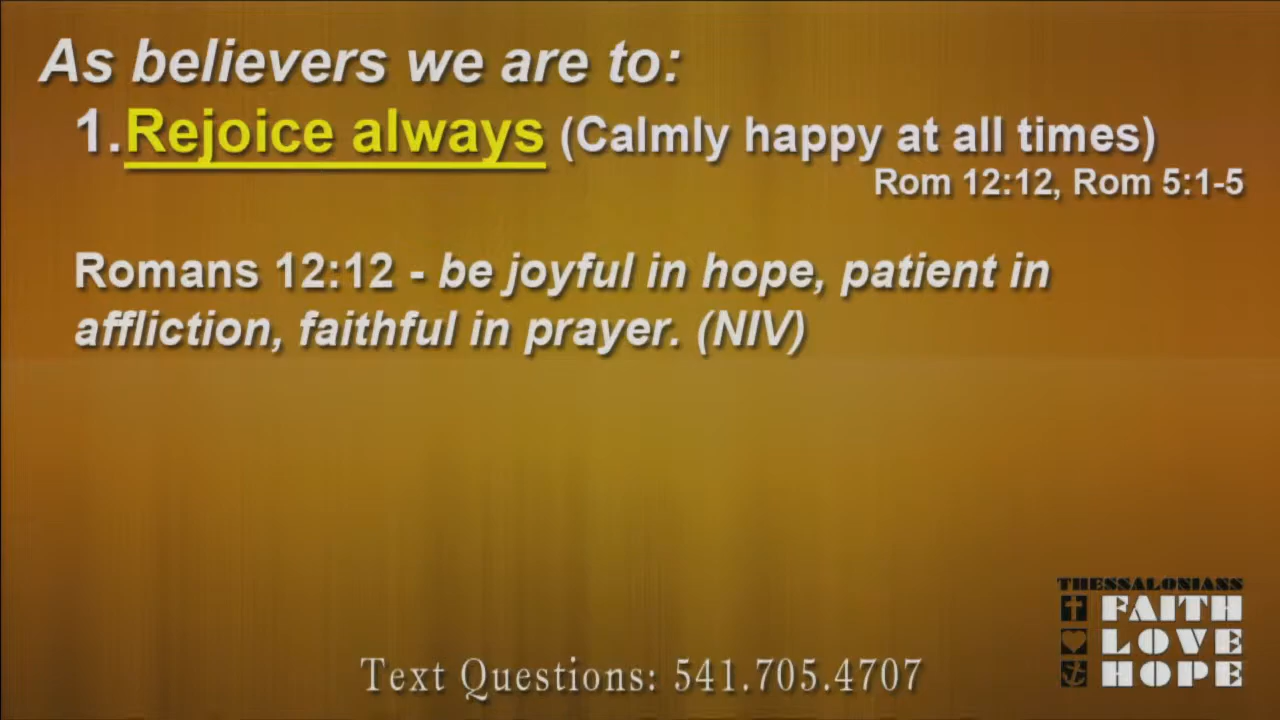 As believers we are to:
1.Rejoice always (Calmly happy at all times)
Rom 12:12, Rom 5:1-5
Romans 12:12 - be joyful in hope, patient in
affliction, faithful in prayer. (NIV)
THESSALONIANS
FAITH
LOVE
HOPE
Text Questions: 541.705.4707